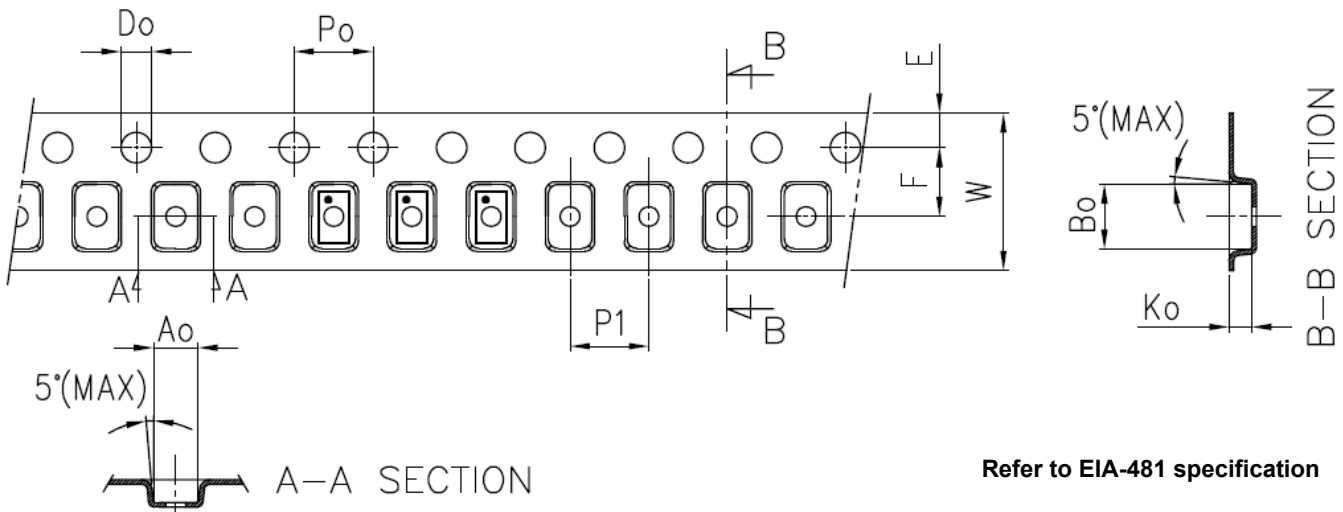 Do
Po
B
E
F
W
A
A
Ao
P1
B
5°(MAX)
A-A SECTION
5°(MAX)
Bo
Ko
B-B SECTION
Refer to EIA-481 specification